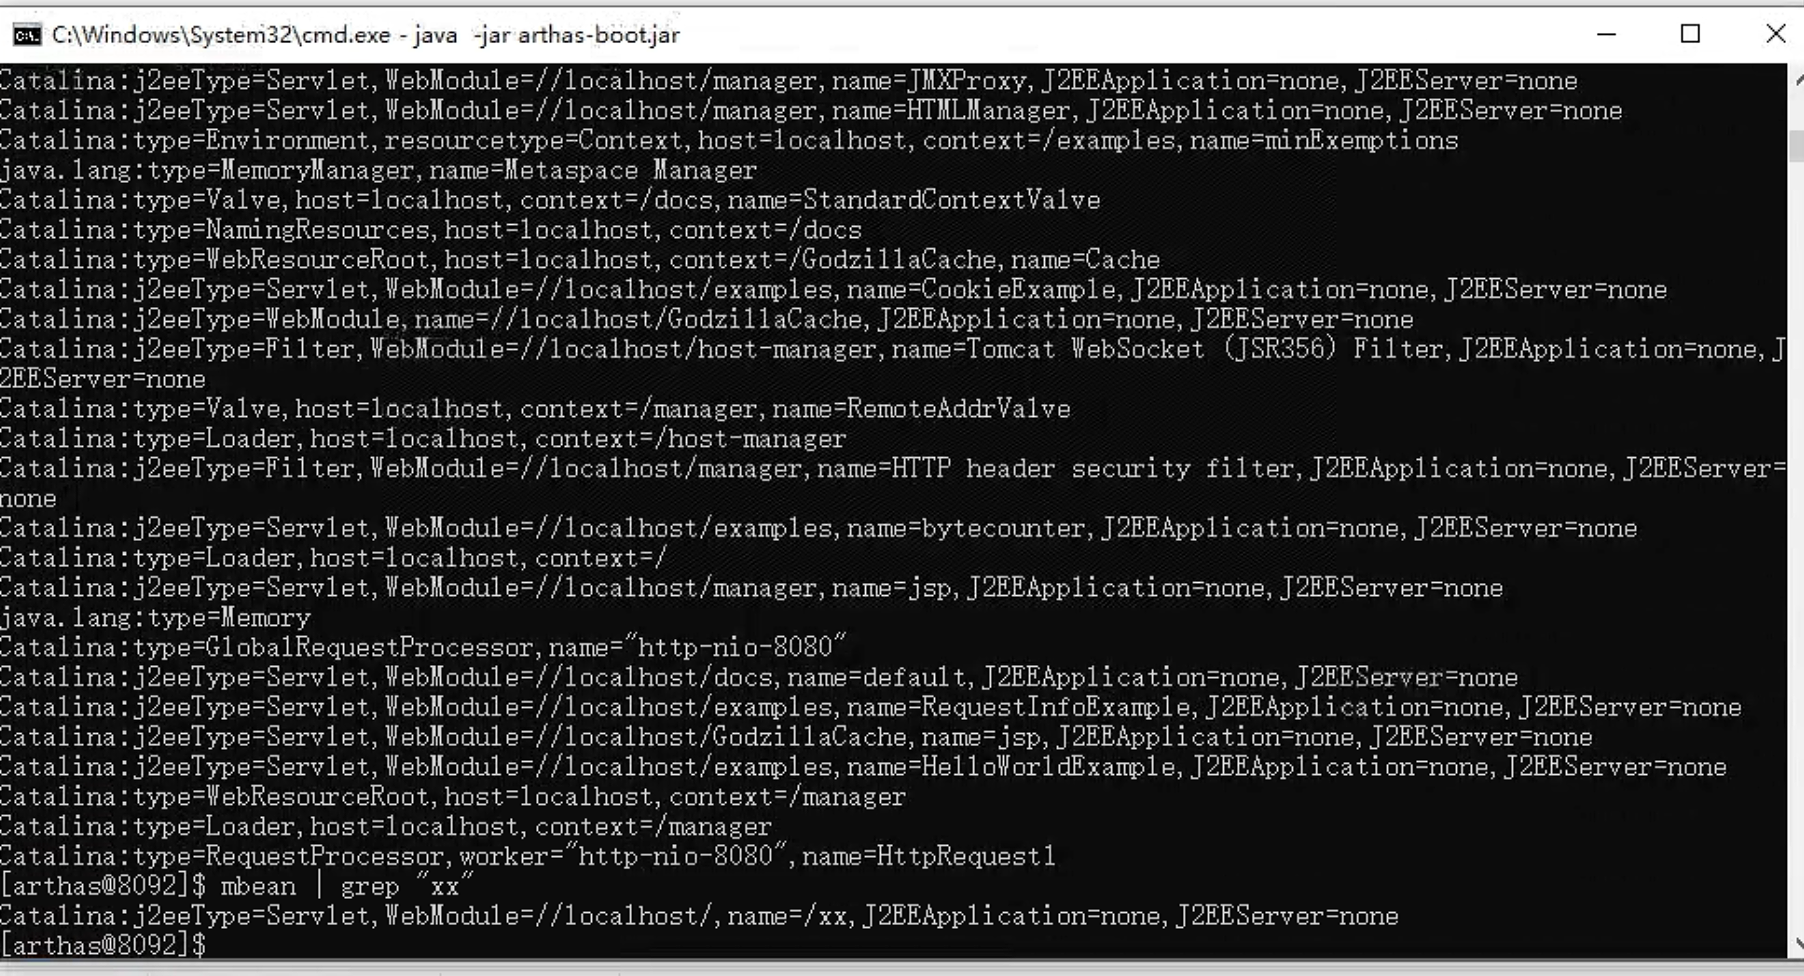 C:\Windows\System32\cmd.exe - java  -jar arthas-boot.jar
Catalina:j2eeType=Servlet,WebModule=//localhost/manager,name=JMXProxy,J2EEApplication=none,J2EEServer=none
Catalina:j2eeType=Servlet,WebModule=//localhost/manager,name=HTMLManager,J2EEApplication=none,J2EEServer=none
Catalina:type=Environment,resourcetype=Context,host=localhost,context=/examples,name=minExemptions
java.lang:type=MemoryManager,name=Metaspace Manager
Catalina:type=Valve,host=localhost,context=/docs,name=StandardContextValve
Catalina:type=NamingResources,host=localhost,context=/docs
Catalina:type=WebResourceRoot,host=localhost,context=/GodzillaCache,name=Cache
Catalina:j2eeType=Servlet,WebModule=//localhost/examples,name=CookieExample,J2EEApplication=none,J2EEServer=none
Catalina:j2eeType=WebModule,name=//localhost/GodzillaCache,J2EEApplication=none,J2EEServer=none
Catalina:j2eeType=Filter,WebModule=//localhost/host-manager,name=Tomcat WebSocket (JSR356) Filter,J2EEApplication=none,J
2EEServer=none
Catalina:type=Valve,host=localhost,context=/manager,name=RemoteAddrValve
Catalina:type=Loader,host=localhost,context=/host-manager
Catalina:j2eeType=Filter,WebModule=//localhost/manager,name=HTTP header security filter,J2EEApplication=none,J2EEServer=
none
Catalina:j2eeType=Servlet,WebModule=//localhost/examples,name=bytecounter,J2EEApplication=none,J2EEServer=none
Catalina:type=Loader,host=localhost,context=/
Catalina:j2eeType=Servlet,WebModule=//localhost/manager,name=jsp,J2EEApplication=none,J2EEServer=none
java.lang:type=Memory
Catalina:type=GlobalRequestProcessor,name="http-nio-8080"
Catalina:j2eeType=Servlet,WebModule=//localhost/docs,name=default,J2EEApplication=none,J2EEServer=none
Catalina:j2eeType=Servlet,WebModule=//localhost/examples,name=RequestInfoExample,J2EEApplication=none,J2EEServer=none
Catalina:j2eeType=Servlet,WebModule=//localhost/GodzillaCache,name=jsp,J2EEApplication=none,J2EEServer=none
Catalina:j2eeType=Servlet,WebModule=//localhost/examples,name=HelloWorldExample,J2EEApplication=none,J2EEServer=none
Catalina:type=WebResourceRoot,host=localhost,context=/manager
Catalina:type=Loader,host=localhost,context=/manager
Catalina:type=RequestProcessor,worker="http-nio-8080",name=HttpRequest1
[arthas@8092]$ mbean | grep "xx"
Catalina:j2eeType=Servlet,WebModule=//localhost/,name=/xx,J2EEApplication=none,J2EEServer=none
[arthas@8092]$